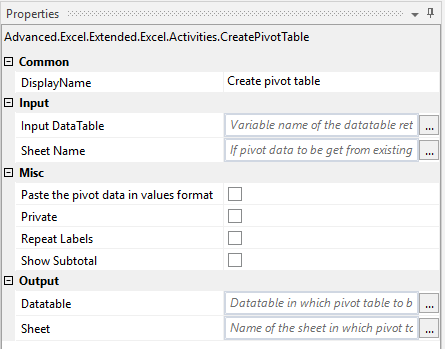 Properties
Advanced.Excel.Extended.Excel.Activities.CreatePivotTable
Common
DisplayName Create pivot table
Input
Input DataTable Variable name of the datatable ret ...
Sheet Name If pivot data to be get from existing ...
Misc
Paste the pivot data in values format
Private
Repeat Labels
Show Subtotal
Output
Datatable Datatable in which pivot table to b ...
Sheet Name of the sheet in which pivot to ...